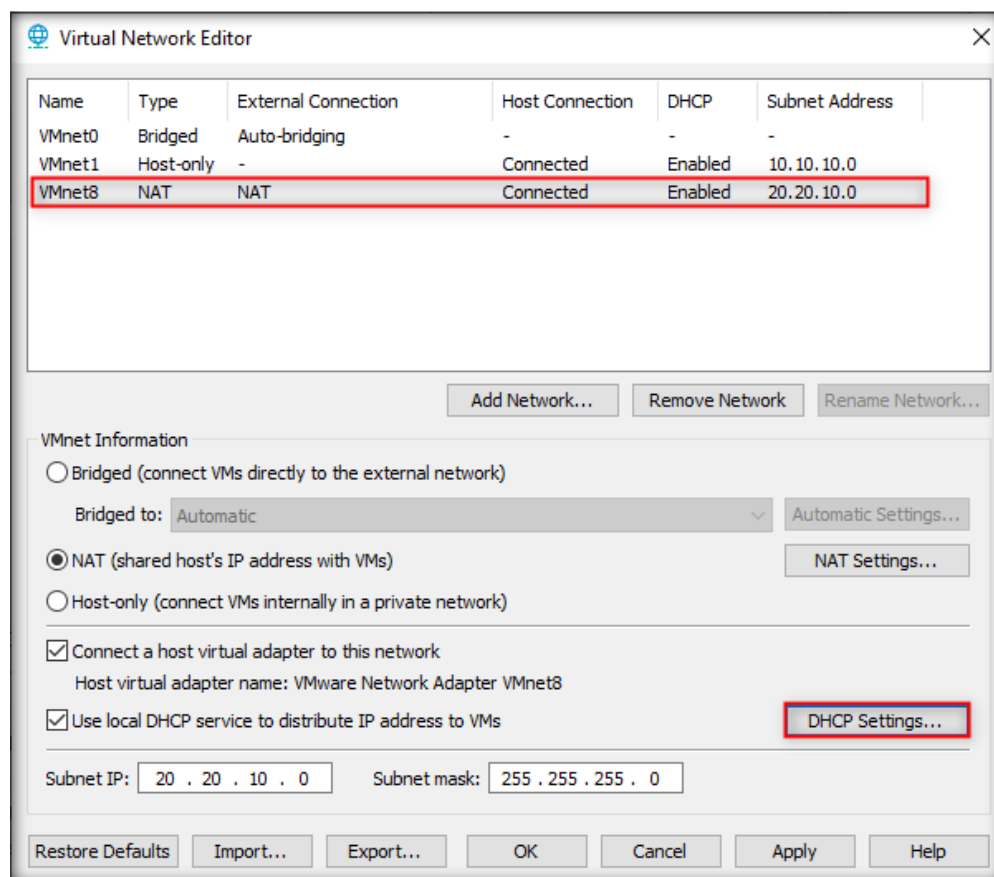 Virtual Network Editor
Name Type External Connection Host Connection DHCP Subnet Address
VMnet0 Bridged Auto-bridging - - -
VMnet1 Host-only - Connected Enabled 10.10.10.0
VMnet8 NAT NAT Connected Enabled 20.20.10.0
Add Network... Remove Network Rename Network...
VMnet Information
Bridged (connect VMs directly to the external network)
Bridged to: Automatic Automatic Settings...
NAT (shared host's IP address with VMs) NAT Settings...
Host-only (connect VMs internally in a private network)
Connect a host virtual adapter to this network
Host virtual adapter name: VMware Network Adapter VMnet8
Use local DHCP service to distribute IP address to VMs DHCP Settings...
Subnet IP: 20 . 20 . 10 . 0 Subnet mask: 255 . 255 . 255 . 0
Restore Defaults Import... Export... OK Cancel Apply Help